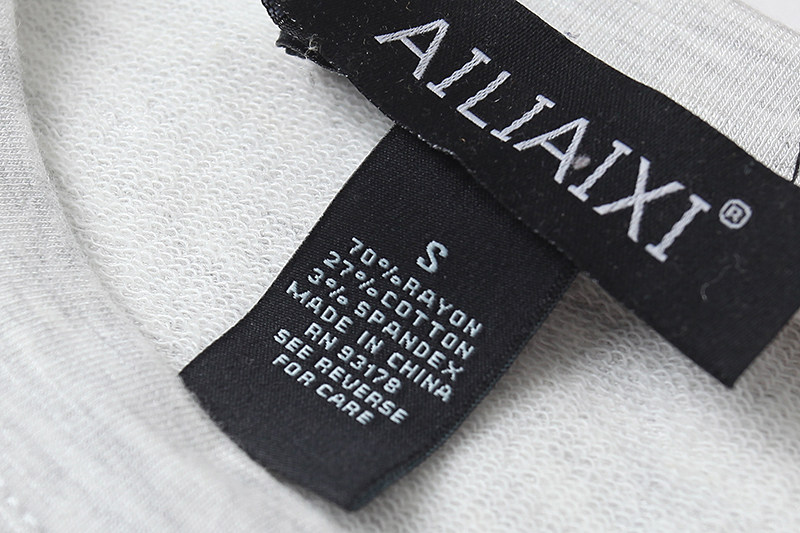 AILIAIXI®
S
70%RAYON
27%COTTON
3% SPANDEX
MADE IN CHINA
RN 93178
SEE REVERSE
FOR CARE